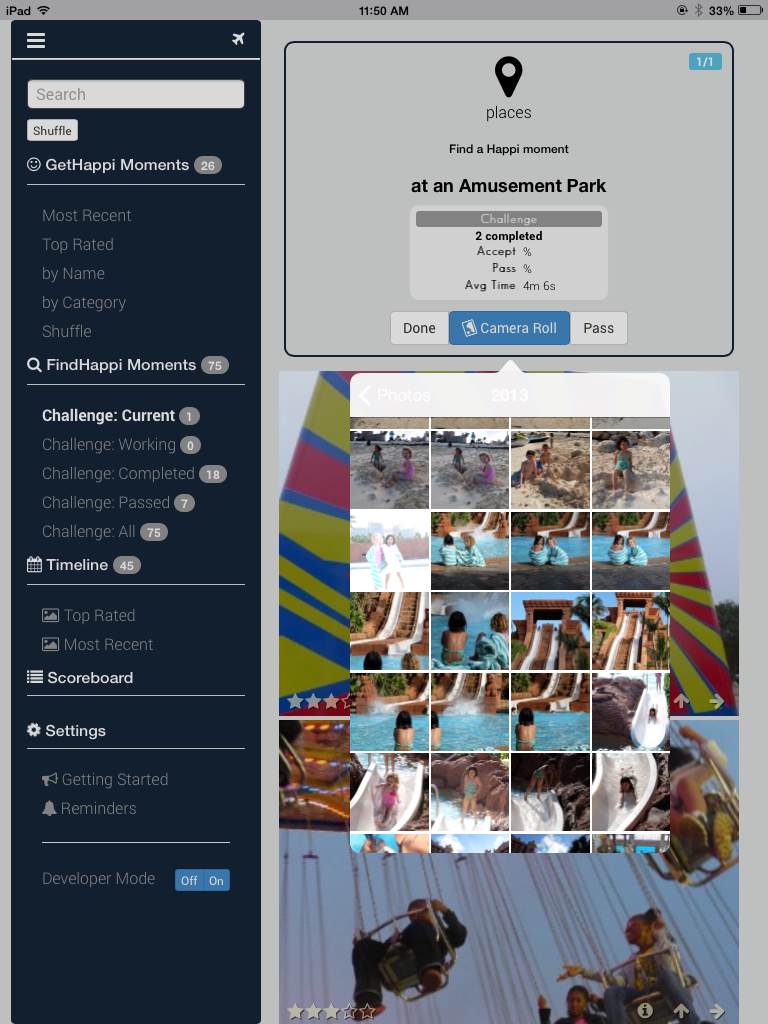 iPad 11:50 AM 33%
Search
Shuffle
GetHappi Moments 26
Most Recent
Top Rated
by Name
by Category
Shuffle
FindHappi Moments 75
Challenge: Current 1
Challenge: Working 0
Challenge: Completed 18
Challenge: Passed 7
Challenge: All 75
Timeline 45
Top Rated
Most Recent
Scoreboard
Settings
Getting Started
Reminders
Developer Mode Off On
1/1
places
Find a Happi moment
at an Amusement Park
Challenge
2 completed
Accept %
Pass %
Avg Time 4m 6s
Done Camera Roll Pass
Photos 2013